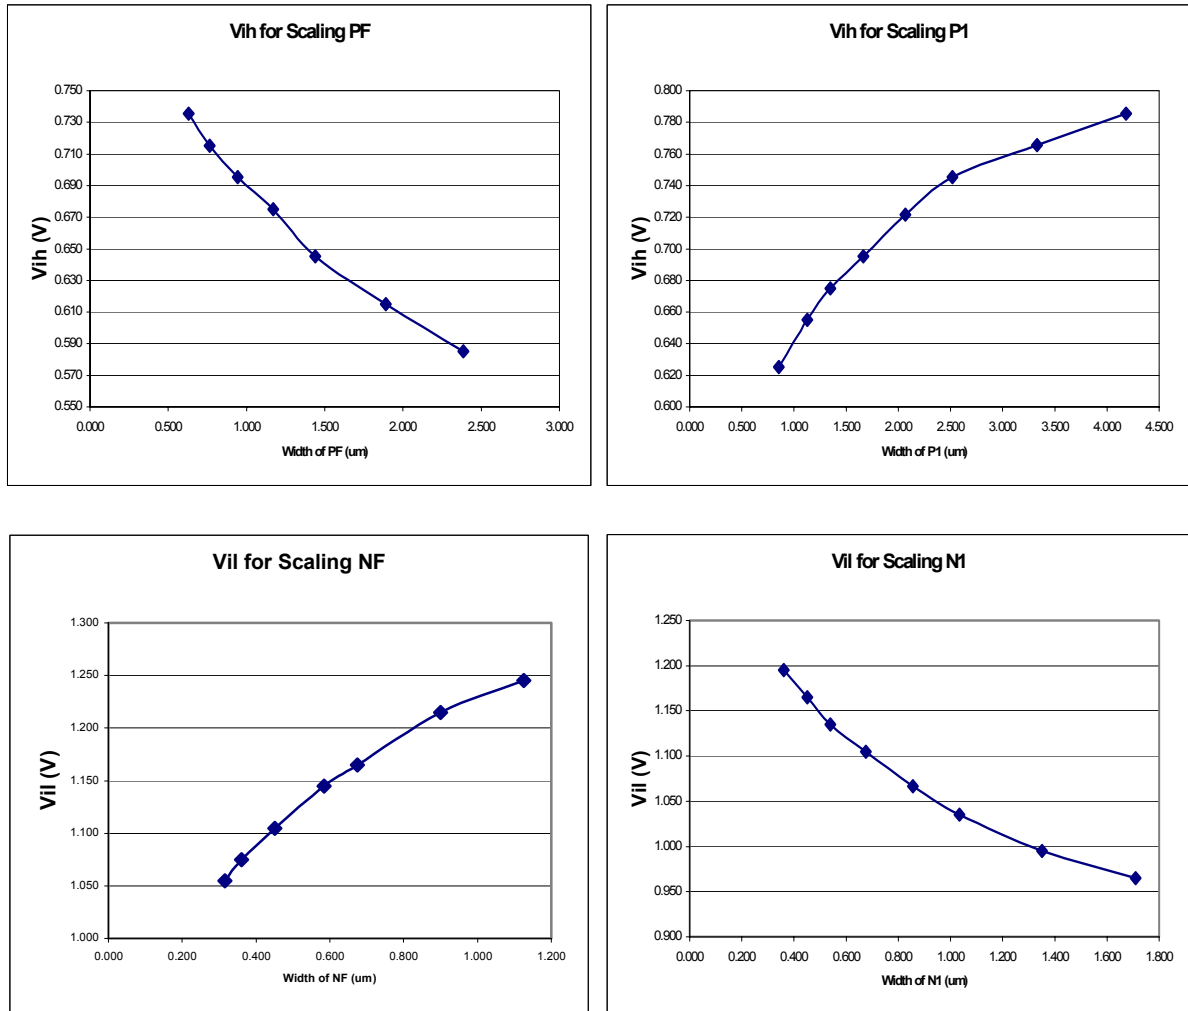 Vih for Scaling PF
0.750
0.730
0.710
0.690
0.670
0.650
0.630
0.610
0.590
0.570
0.550
Vih (V)
0.000 0.500 1.000 1.500 2.000 2.500 3.000
Width of PF (um)
Vih for Scaling P1
0.800
0.780
0.760
0.740
0.720
0.700
0.680
0.660
0.640
0.620
0.600
Vih (V)
0.000 0.500 1.000 1.500 2.000 2.500 3.000 3.500 4.000 4.500
Width of P1 (um)
Vil for Scaling NF
1.300
1.250
1.200
1.150
1.100
1.050
1.000
Vil (V)
0.000 0.200 0.400 0.600 0.800 1.000 1.200
Width of NF (um)
Vil for Scaling N1
1.250
1.200
1.150
1.100
1.050
1.000
0.950
0.900
Vil (V)
0.000 0.200 0.400 0.600 0.800 1.000 1.200 1.400 1.600 1.800
Width of N1 (um)